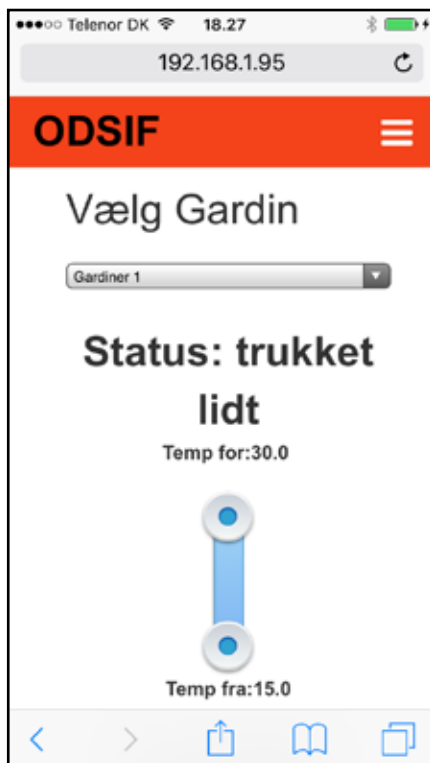 Telenor DK 18.27
192.168.1.95
ODSIF
Vælg Gardin
Gardiner 1
Status: trukket
lidt
Temp for:30.0
Temp fra:15.0